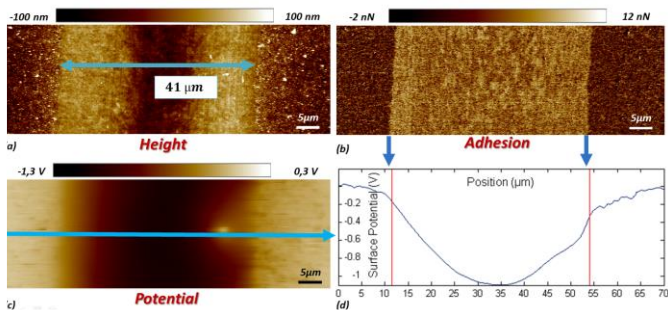 -100 nm 100 nm
41 µm
5µm
a) Height
-2 nN 12 nN
5µm
(b) Adhesion
-1,3 V 0,3 V
5µm
(c) Potential
Position (µm)
Surface Potential (V)
-0.2
-0.4
-0.6
-0.8
-1
0 5 10 15 20 25 30 35 40 45 50 55 60 65 70
(d)